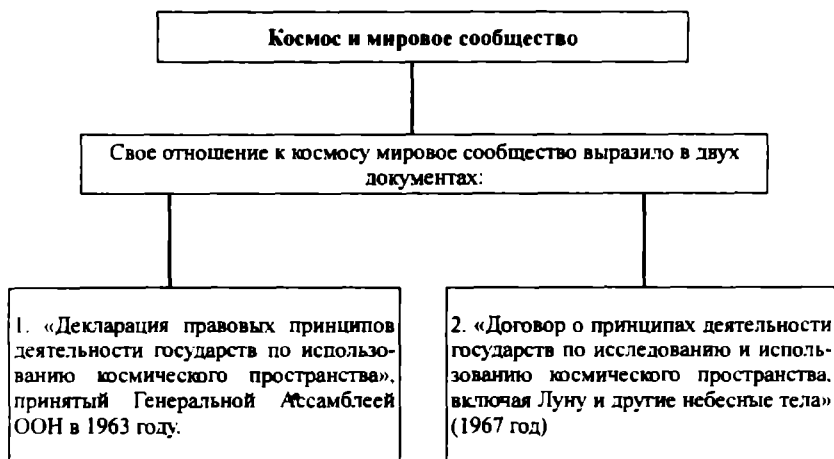 Космос и мировое сообщество
Свое отношение к космосу мировое сообщество выразило в двух
документах:
1. «Декларация правовых принципов
деятельности государств по использо-
ванию космического пространства»,
принятый Генеральной Ассамблеей
ООН в 1963 году.
2. «Договор о принципах деятельности
государств по исследованию и исполь-
зованию космического пространства,
включая Луну и другие небесные тела»
(1967 год)